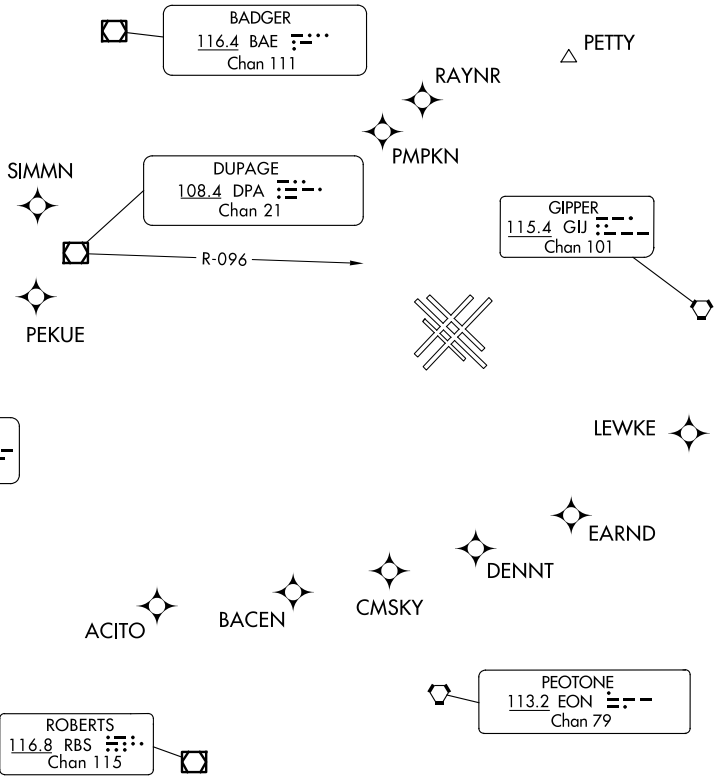 BADGER
116.4 BAE
Chan 111
PETTY
RAYNR
PMPKN
SIMMN
DUPAGE
108.4 DPA
Chan 21
GIPPER
115.4 GIJ
Chan 101
R-096
PEKUE
LEWKE
EARND
DENNT
CMSKY
BACEN
ACITO
PEOTONE
113.2 EON
Chan 79
ROBERTS
116.8 RBS
Chan 115